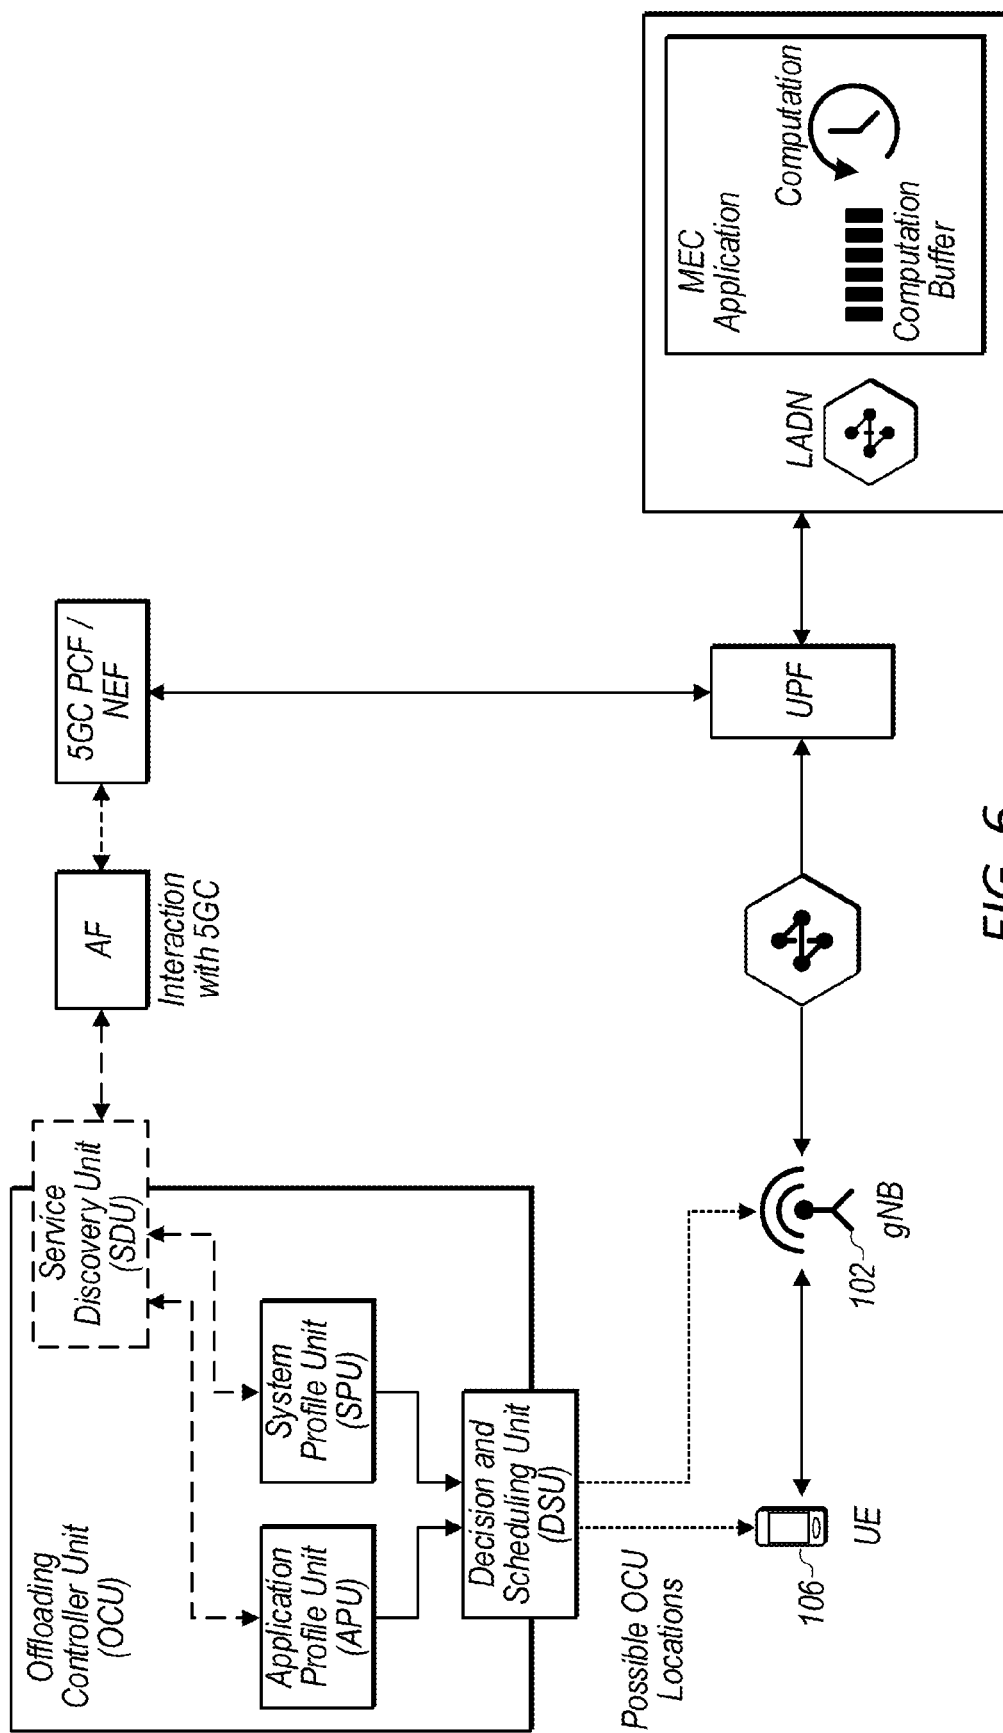 Offloading
Controller Unit
(OCU)
Service
Discovery Unit
(SDU)
Application
Profile Unit
(APU)
System
Profile Unit
(SPU)
Decision and
Scheduling Unit
(DSU)
Possible OCU
Locations
AF
Interaction
with 5GC
5GC PCF /
NEF
106
UE
102
gNB
UPF
LADN
MEC
Application
Computation
Computation
Buffer
FIG. 6